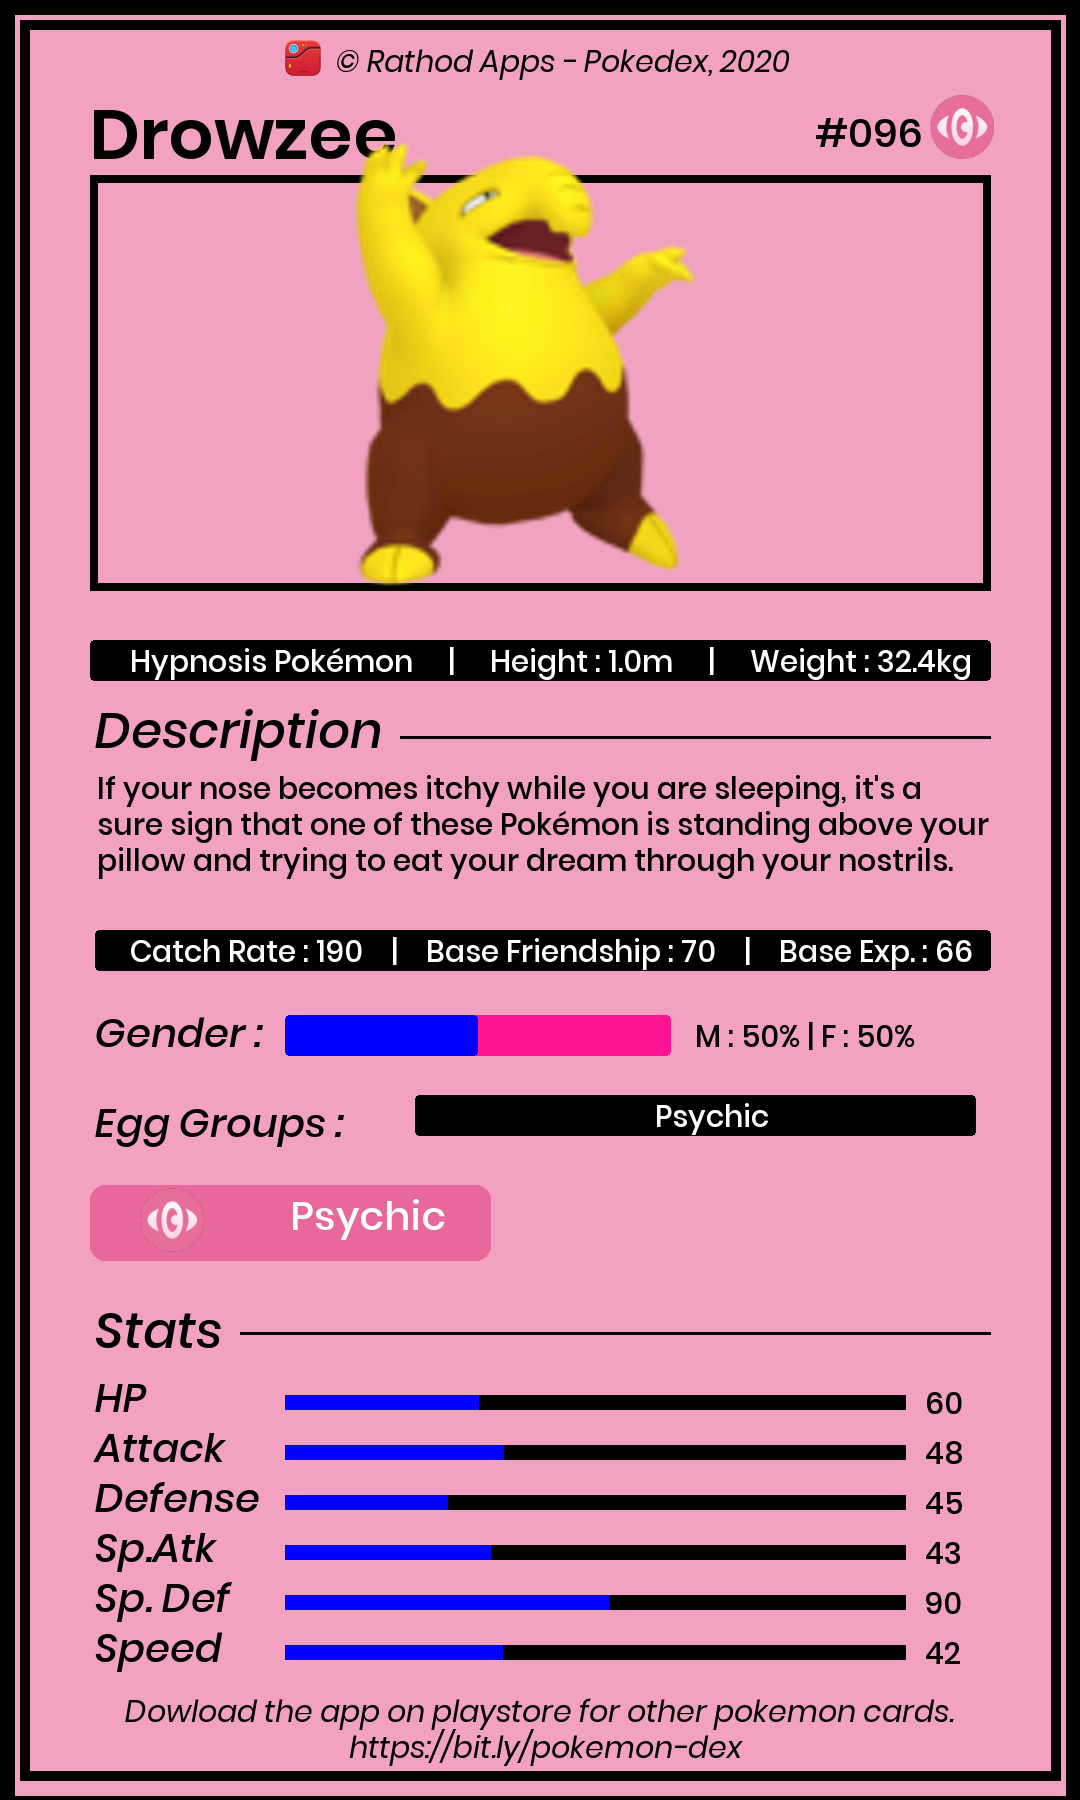 © Rathod Apps - Pokedex, 2020
Drowzee
#096
Hypnosis Pokémon | Height : 1.0m | Weight : 32.4kg
Description
If your nose becomes itchy while you are sleeping, it's a
sure sign that one of these Pokémon is standing above your
pillow and trying to eat your dream through your nostrils.
Catch Rate : 190 | Base Friendship : 70 | Base Exp. : 66
Gender : M : 50% | F : 50%
Egg Groups : Psychic
Psychic
Stats
HP 60
Attack 48
Defense 45
Sp.Atk 43
Sp. Def 90
Speed 42
Dowload the app on playstore for other pokemon cards.
https://bit.ly/pokemon-dex